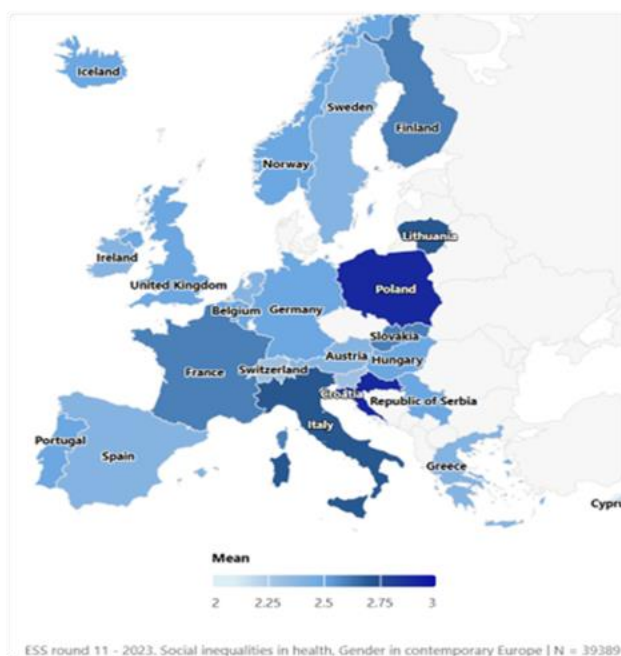 Iceland
Sweden
Finland
Norway
Lithuania
Ireland
United Kingdom
Poland
Belgium
Germany
Slovakia
Austria
Hungary
France
Switzerland
Croatia
Republic of Serbia
Italy
Portugal
Spain
Greece
Cypru
Mean
2 2.25 2.5 2.75 3
ESS round 11 - 2023. Social inequalities in health, Gender in contemporary Europe | N = 39389